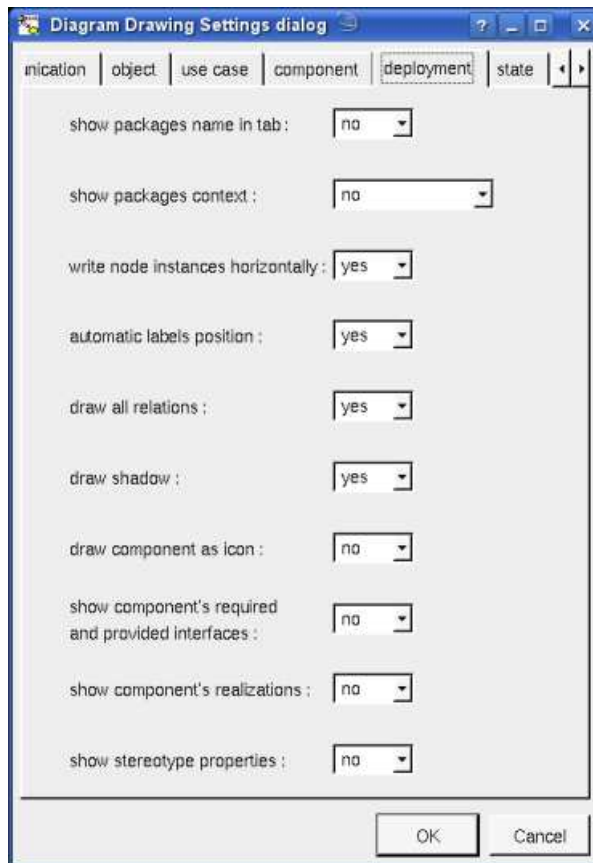 Diagram Drawing Settings dialog
nication object use case component deployment state
show packages name in tab : no
show packages context : no
write node instances horizontally : yes
automatic labels position : yes
draw all relations : yes
draw shadow : yes
draw component as icon : no
show component's required
and provided interfaces : no
show component's realizations : no
show stereotype properties : no
OK Cancel